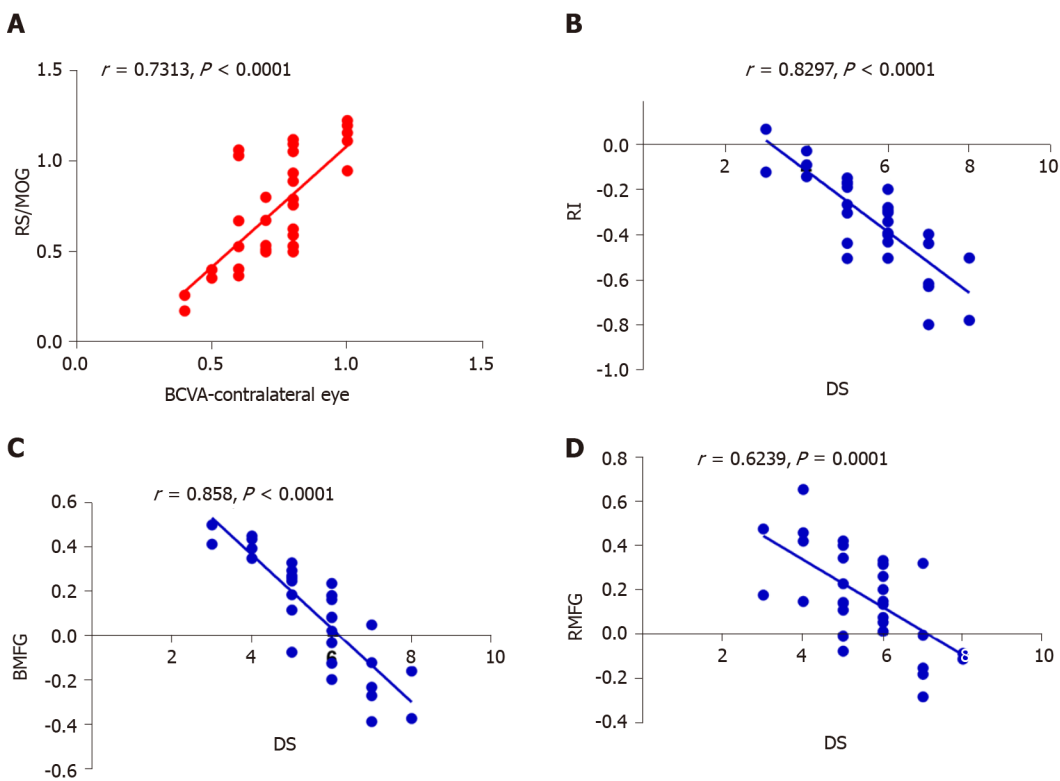 A
r = 0.7313, P < 0.0001
1.5
1.0
0.5
0.0
RS/MOG
0.0 0.5 1.0 1.5
BCVA-contralateral eye
B
r = 0.8297, P < 0.0001
0.0
-0.2
-0.4
-0.6
-0.8
-1.0
RI
2 4 6 8 10
DS
C
r = 0.858, P < 0.0001
0.6
0.4
0.2
0.0
-0.2
-0.4
-0.6
BMFG
2 4 6 8 10
DS
D
r = 0.6239, P = 0.0001
0.8
0.6
0.4
0.2
0.0
-0.2
-0.4
RMFG
2 4 6 8 10
DS